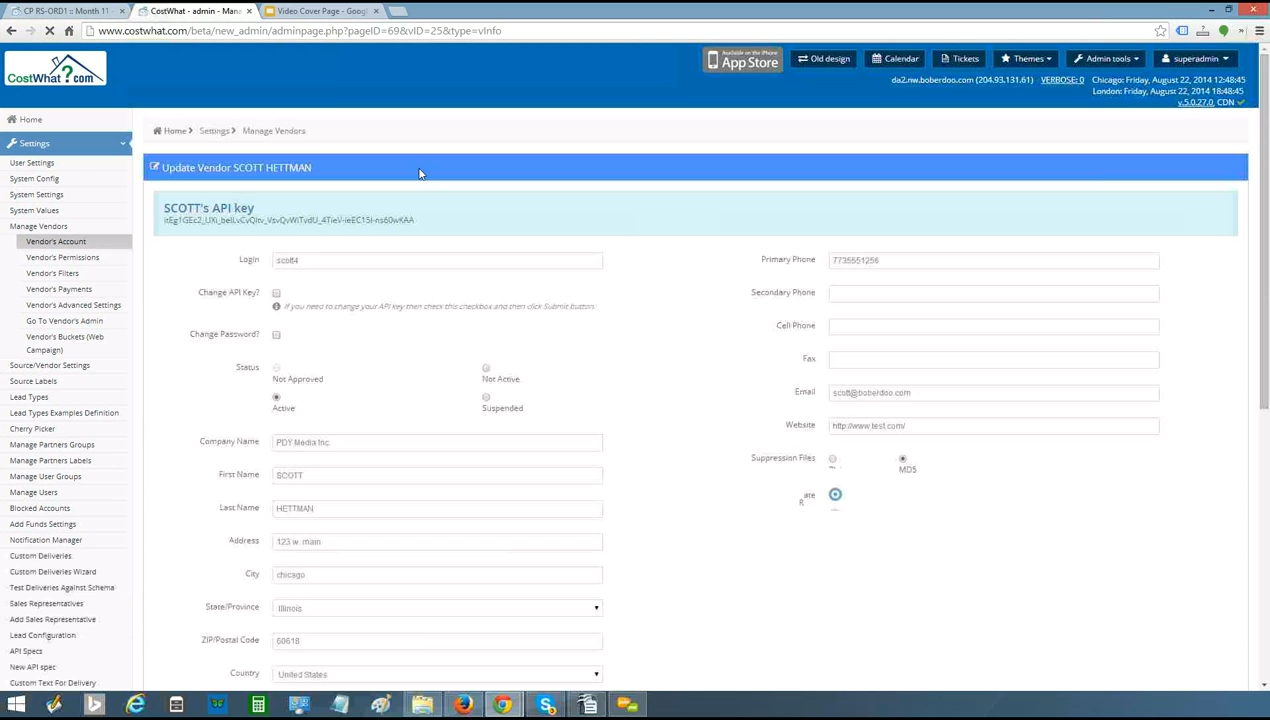 CP RS-ORD1 :: Month 11 -
CostWhat - admin - Man
Video Cover Page - Goog
www.costwhat.com/beta/new_admin/adminpage.php?pageID=69&vID=25&type=vInfo
CostWhat?.com
Available on the iPhone
App Store
Old design
Calendar
Tickets
Themes
Admin tools
superadmin
da2.nw.boberdoo.com (204.93.131.61) VERBOSE: 0 Chicago: Friday, August 22, 2014 12:48:45
London: Friday, August 22, 2014 18:48:45
v.5.0.27.0, CDN
Home
Settings
User Settings
System Config
System Settings
System Values
Manage Vendors
Vendor's Account
Vendor's Permissions
Vendor's Filters
Vendor's Payments
Vendor's Advanced Settings
Go To Vendor's Admin
Vendor's Buckets (Web
Campaign)
Source/Vendor Settings
Source Labels
Lead Types
Lead Types Examples Definition
Cherry Picker
Manage Partners Groups
Manage Partners Labels
Manage User Groups
Manage Users
Blocked Accounts
Add Funds Settings
Notification Manager
Custom Deliveries
Custom Deliveries Wizard
Test Deliveries Against Schema
Sales Representatives
Add Sales Representative
Lead Configuration
API Specs
New API spec
Custom Text For Delivery
Home > Settings > Manage Vendors
Update Vendor SCOTT HETTMAN
SCOTT's API key
Login scott4
Change API Key?
If you need to change your API key then check this checkbox and then click Submit button.
Change Password?
Status
Not Approved
Not Active
Active
Suspended
Company Name PDY Media Inc.
First Name SCOTT
Last Name HETTMAN
Address 123 w. main
City chicago
State/Province Illinois
ZIP/Postal Code 60618
Country United States
Primary Phone 7735551256
Secondary Phone
Cell Phone
Fax
Email scott@boberdoo.com
Website http://www.test.com/
Suppression Files
MD5
ate
R